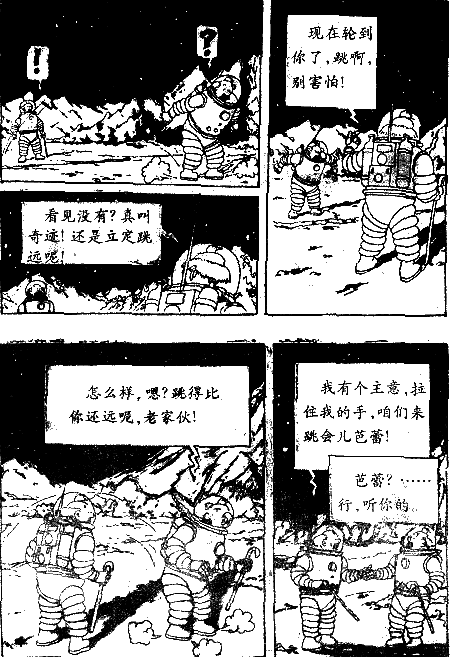 !
?
看见没有?真叫
奇迹!还是立定跳
远呢!
现在轮到
你了,跳啊,
别害怕!
怎么样,嗯?跳得比
你还远呢,老家伙!
我有个主意,拉
住我的手,咱们来
跳会儿芭蕾!
芭蕾?……
行,听你的。